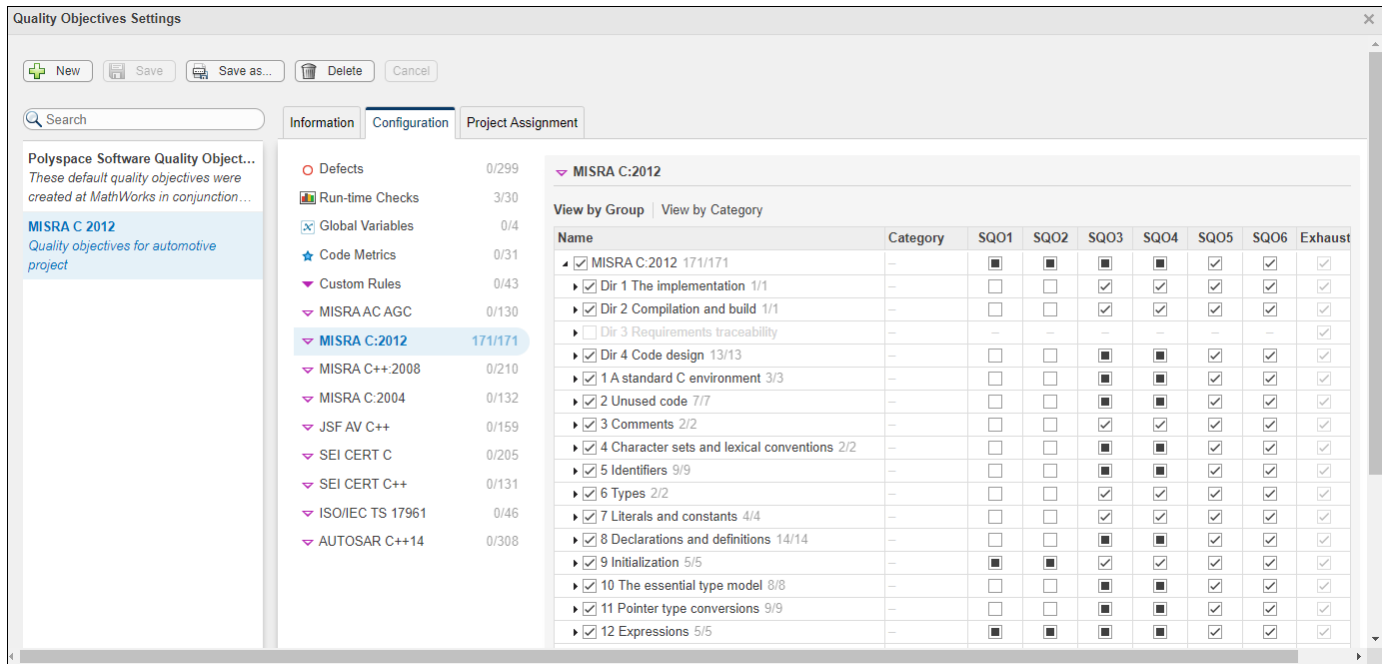 Quality Objectives Settings
New Save Save as... Delete Cancel
Search
Polyspace Software Quality Object...
These default quality objectives were
created at MathWorks in conjunction...
MISRA C 2012
Quality objectives for automotive
project
Information Configuration Project Assignment
Defects 0/299
Run-time Checks 3/30
Global Variables 0/4
Code Metrics 0/31
Custom Rules 0/43
MISRA AC AGC 0/130
MISRA C:2012 171/171
MISRA C++:2008 0/210
MISRA C:2004 0/132
JSF AV C++ 0/159
SEI CERT C 0/205
SEI CERT C++ 0/131
ISO/IEC TS 17961 0/46
AUTOSAR C++14 0/308
MISRA C:2012
View by Group View by Category
Name Category SQO1 SQO2 SQO3 SQO4 SQO5 SQO6 Exhaust
MISRA C:2012 171/171 –
Dir 1 The implementation 1/1 –
Dir 2 Compilation and build 1/1 –
Dir 3 Requirements traceability – – – – – – –
Dir 4 Code design 13/13 –
1 A standard C environment 3/3 –
2 Unused code 7/7 –
3 Comments 2/2 –
4 Character sets and lexical conventions 2/2 –
5 Identifiers 9/9 –
6 Types 2/2 –
7 Literals and constants 4/4 –
8 Declarations and definitions 14/14 –
9 Initialization 5/5 –
10 The essential type model 8/8 –
11 Pointer type conversions 9/9 –
12 Expressions 5/5 –